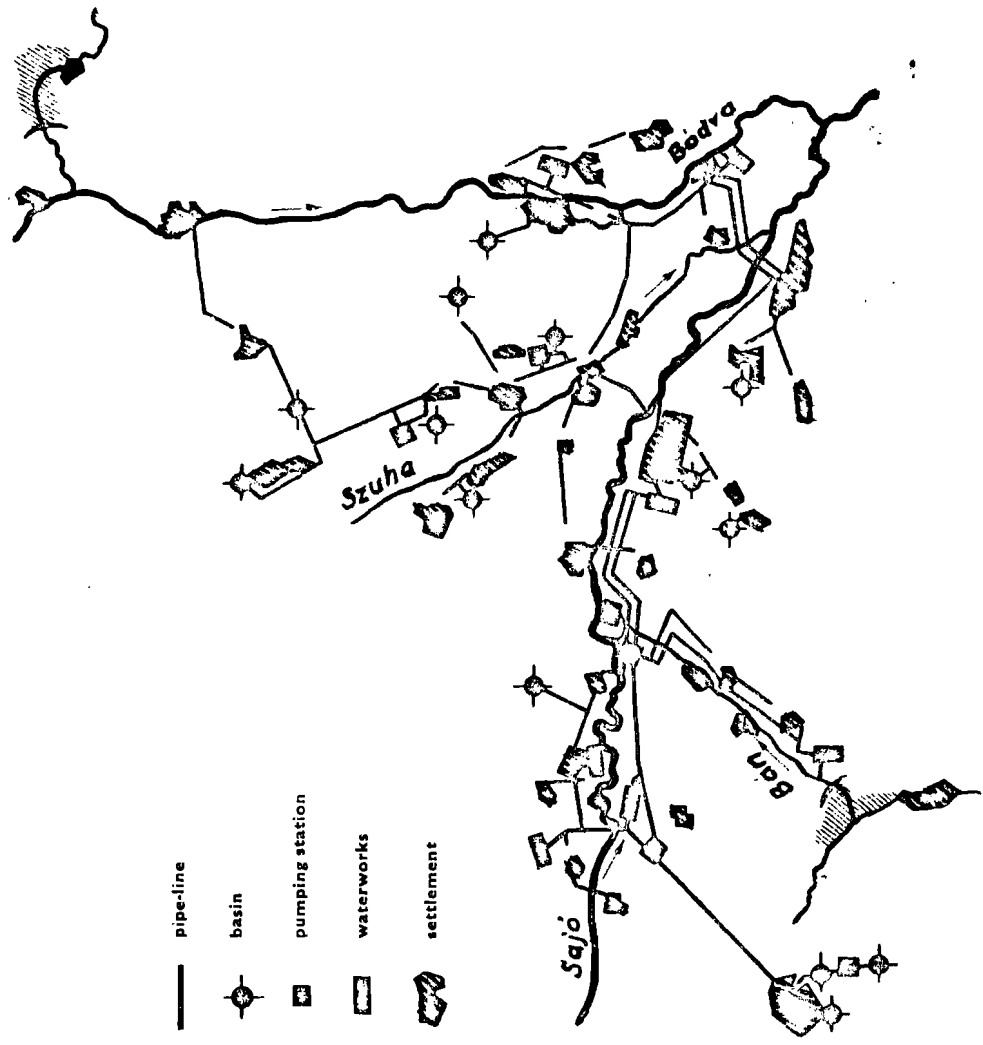 Bódva
Szuha
Sajó
Bán
pipe-line
basin
pumping station
waterworks
settlement